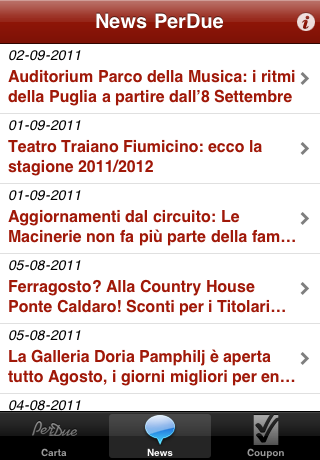 News PerDue
02-09-2011
Auditorium Parco della Musica: i ritmi
della Puglia a partire dall'8 Settembre
01-09-2011
Teatro Traiano Fiumicino: ecco la
stagione 2011/2012
01-09-2011
Aggiornamenti dal circuito: Le
Macinerie non fa più parte della fam…
05-08-2011
Ferragosto? Alla Country House
Ponte Caldaro! Sconti per i Titolari…
05-08-2011
La Galleria Doria Pamphilj è aperta
tutto Agosto, i giorni migliori per en…
04-08-2011
PerDue
Carta
News
Coupon